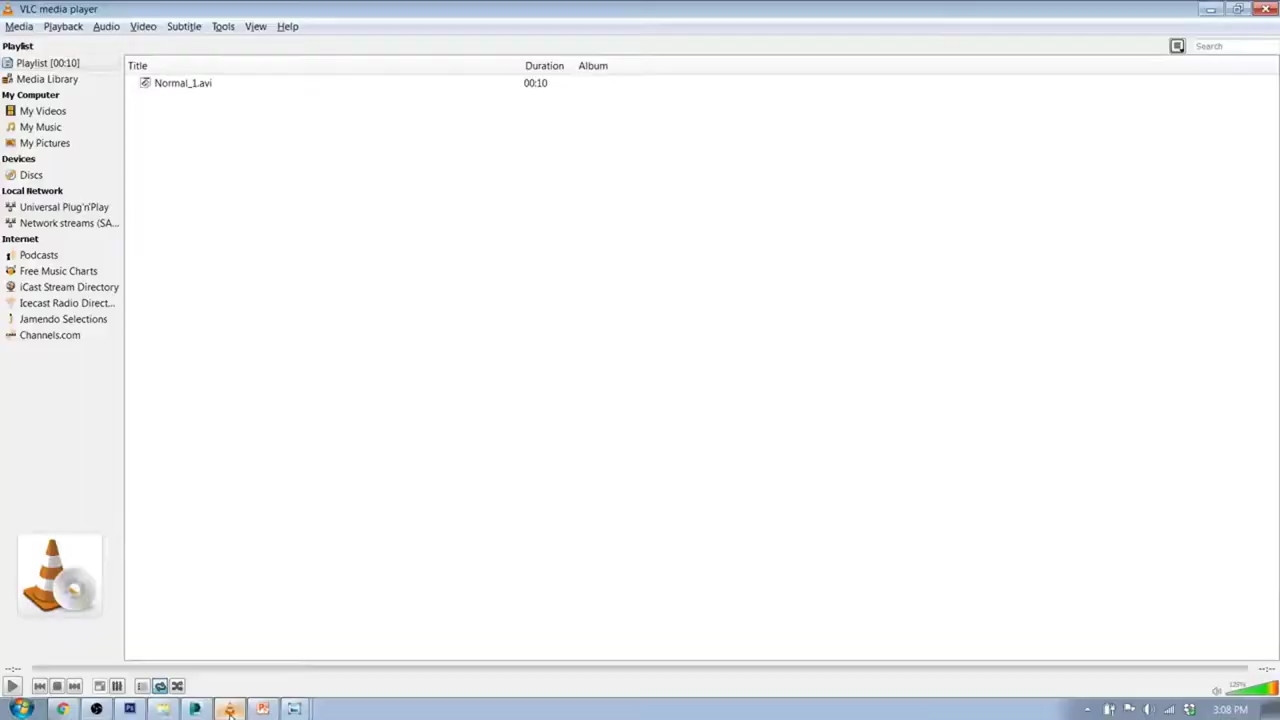 VLC media player
Media Playback Audio Video Subtitle Tools View Help
Playlist
Search
Playlist [00:10]
Title Duration Album
Media Library
Normal_1.avi 00:10
My Computer
My Videos
My Music
My Pictures
Devices
Discs
Local Network
Universal Plug'n'Play
Network streams (SA...
Internet
Podcasts
Free Music Charts
iCast Stream Directory
Icecast Radio Direct...
Jamendo Selections
Channels.com
--:-- --:--
125%
3:08 PM